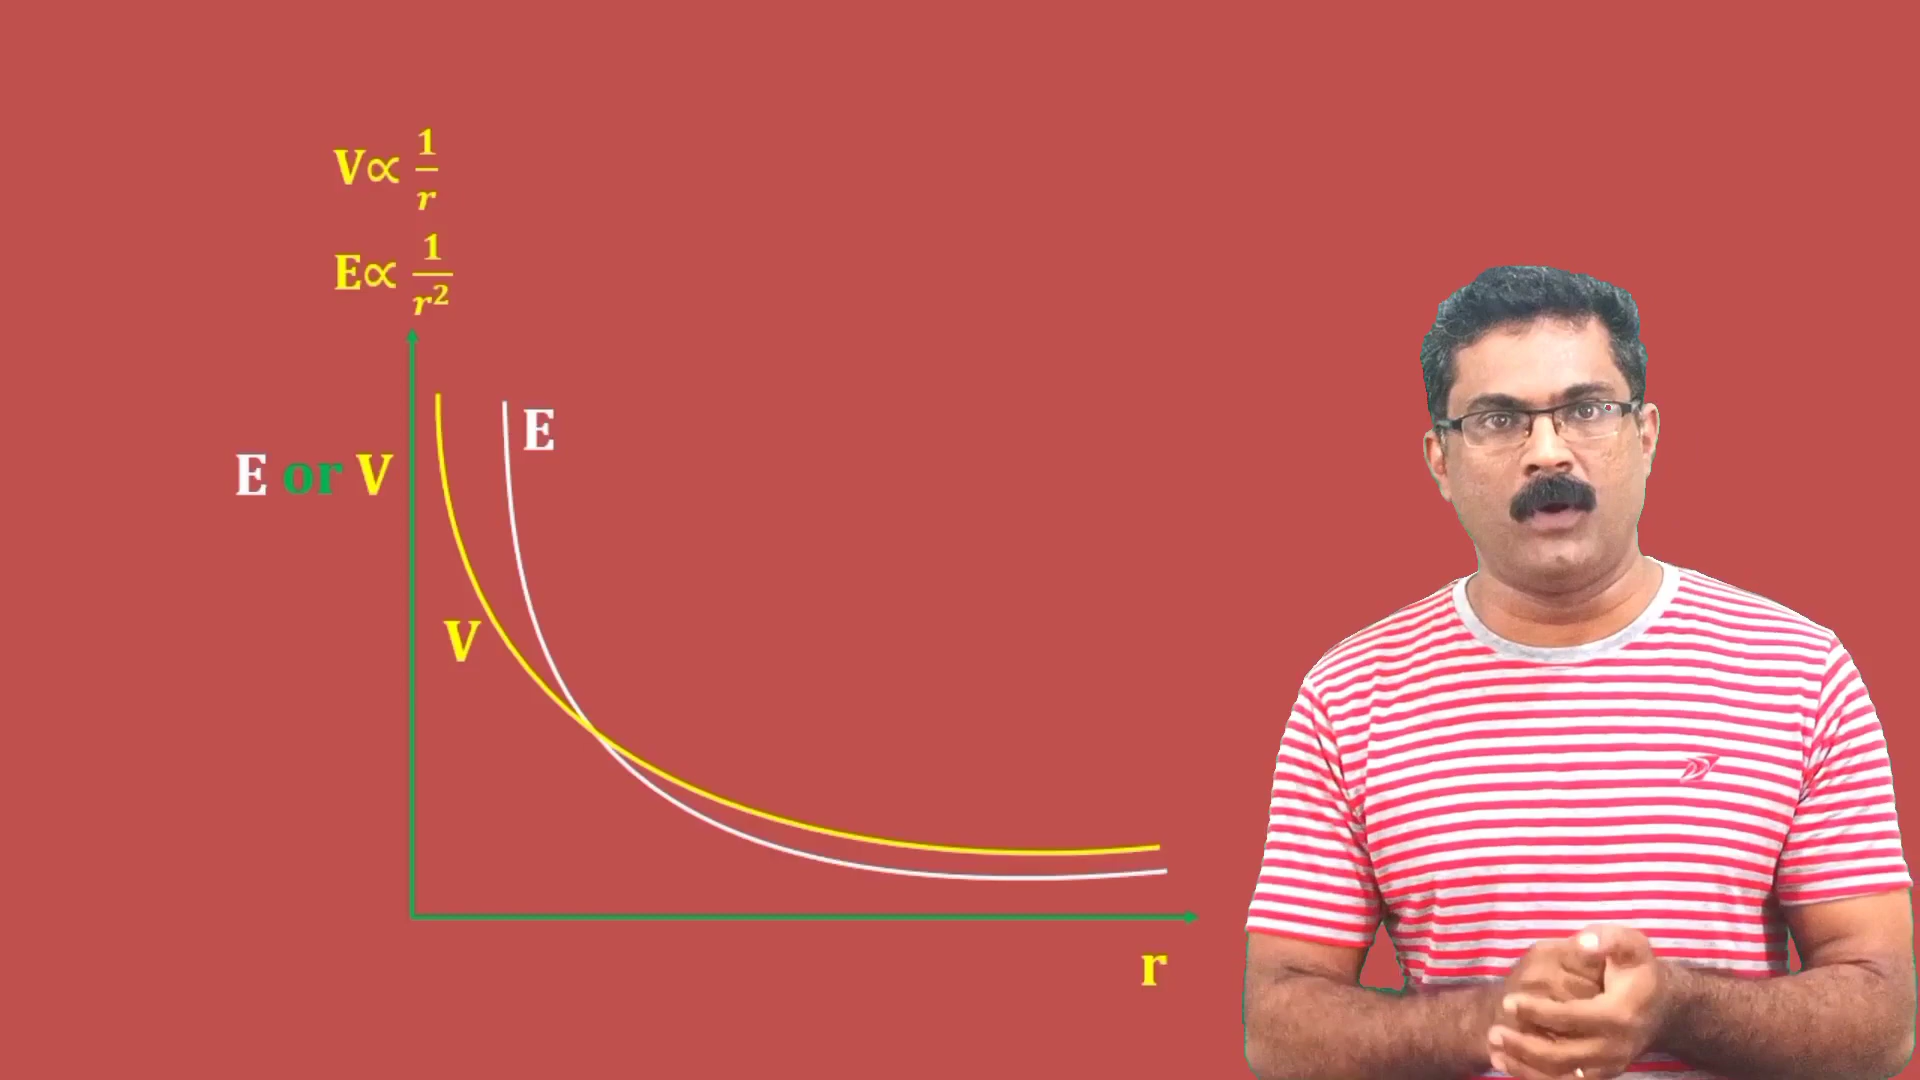 V∝ 1/r
E∝ 1/r²
E
E or V
V
r